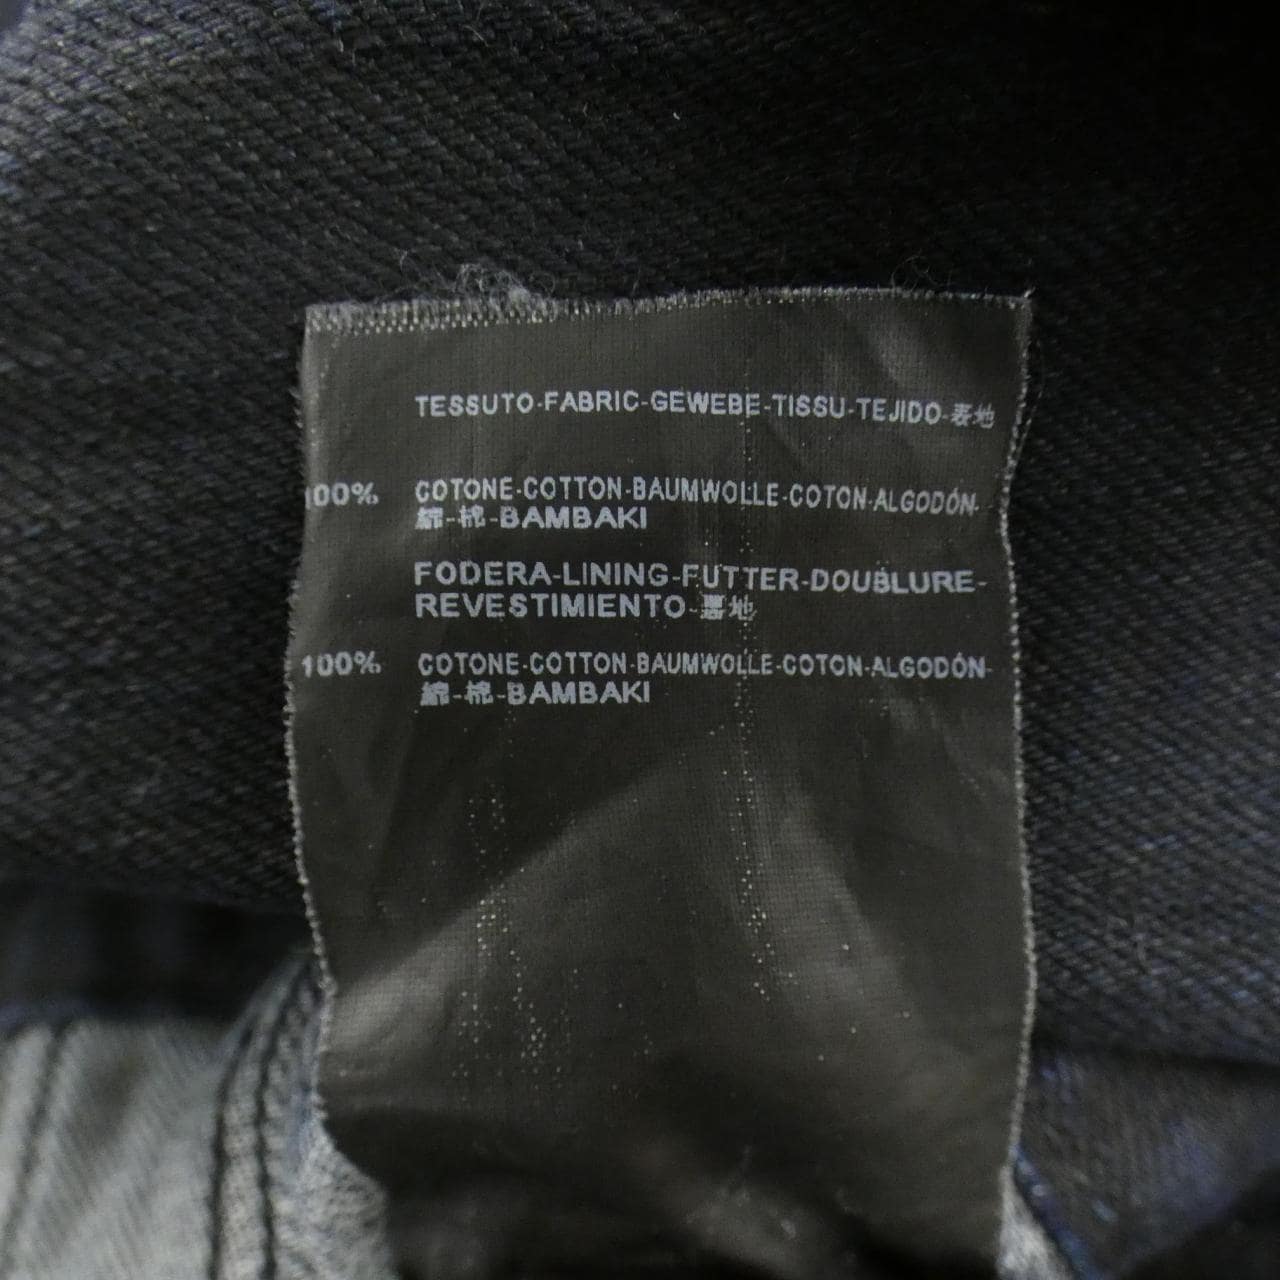 TESSUTO-FABRIC-GEWEBE-TISSU-TEJIDO-表地
100% COTONE-COTTON-BAUMWOLLE-COTON-ALGODÓN-
綿-棉-BAMBAKI
FODERA-LINING-FUTTER-DOUBLURE-
REVESTIMIENTO-裏地
100% COTONE-COTTON-BAUMWOLLE-COTON-ALGODÓN-
綿-棉-BAMBAKI